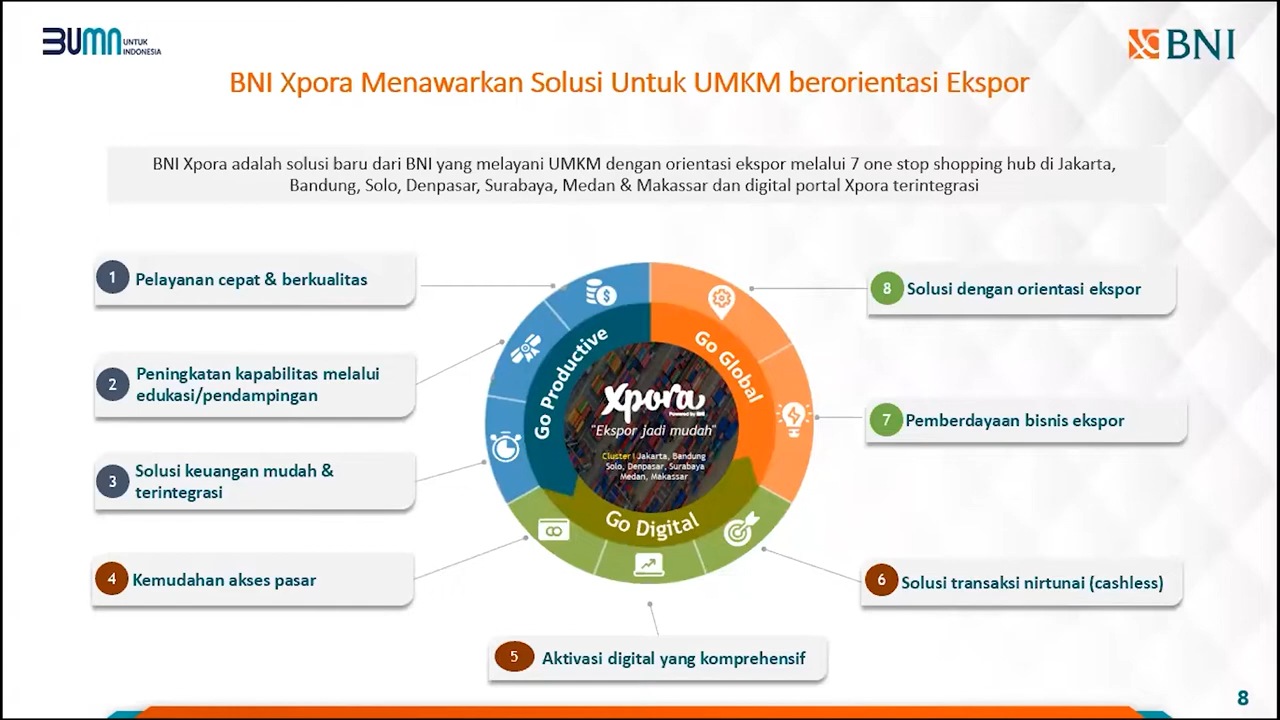 BUMN UNTUK
INDONESIA
BNI
BNI Xpora Menawarkan Solusi Untuk UMKM berorientasi Ekspor
BNI Xpora adalah solusi baru dari BNI yang melayani UMKM dengan orientasi ekspor melalui 7 one stop shopping hub di Jakarta,
Bandung, Solo, Denpasar, Surabaya, Medan & Makassar dan digital portal Xpora terintegrasi
1 Pelayanan cepat & berkualitas
2 Peningkatan kapabilitas melalui
edukasi/pendampingan
3 Solusi keuangan mudah &
terintegrasi
4 Kemudahan akses pasar
5 Aktivasi digital yang komprehensif
6 Solusi transaksi nirtunai (cashless)
7 Pemberdayaan bisnis ekspor
8 Solusi dengan orientasi ekspor
Go Productive
Go Global
Go Digital
Xpora
Powered by BNI
"Ekspor jadi mudah"
Cluster : Jakarta, Bandung
Solo, Denpasar, Surabaya
Medan, Makassar
8